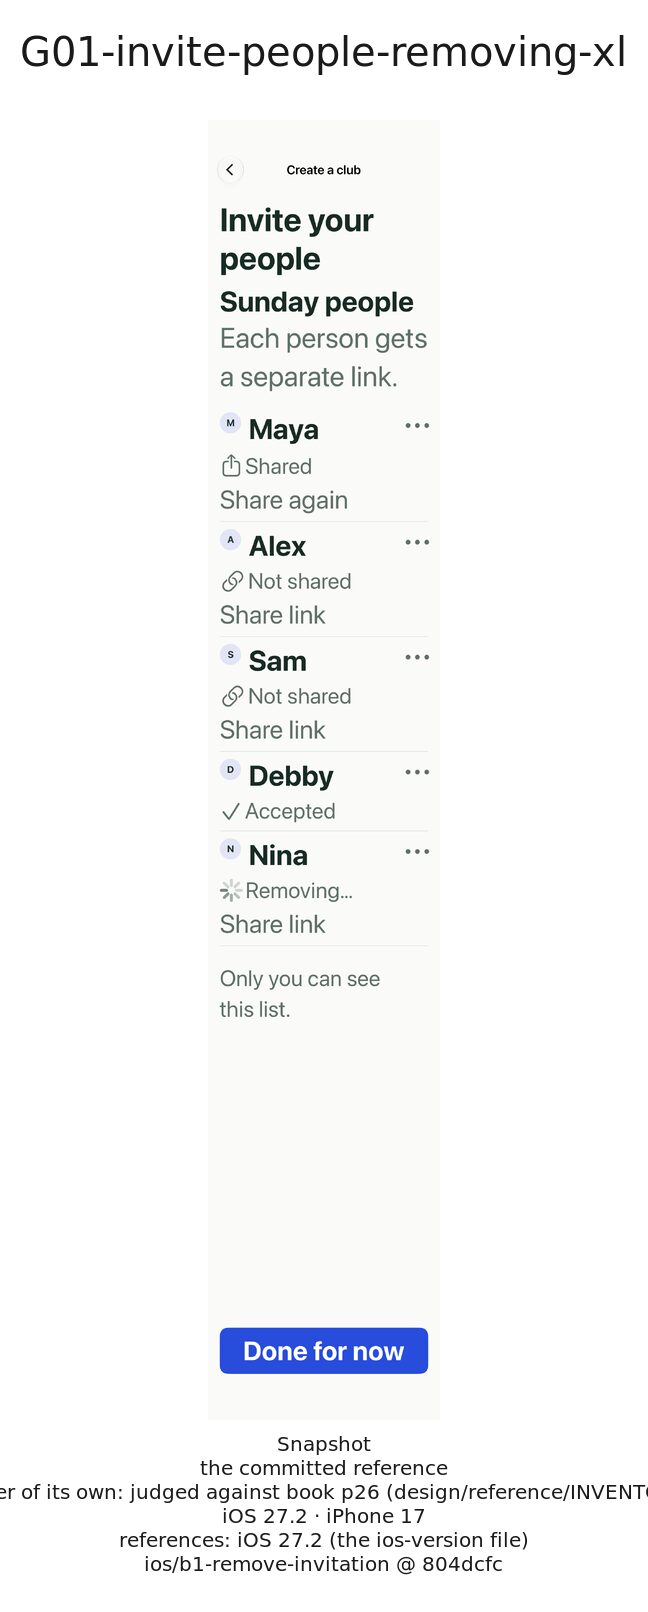 G01-invite-people-removing-xl
Create a club
Invite your
people
Sunday people
Each person gets
a separate link.
M Maya
Shared
Share again
A Alex
Not shared
Share link
S Sam
Not shared
Share link
D Debby
Accepted
N Nina
Removing...
Share link
Only you can see
this list.
Done for now
Snapshot
the committed reference
er of its own: judged against book p26 (design/reference/INVENTO
iOS 27.2 · iPhone 17
references: iOS 27.2 (the ios-version file)
ios/b1-remove-invitation @ 804dcfc